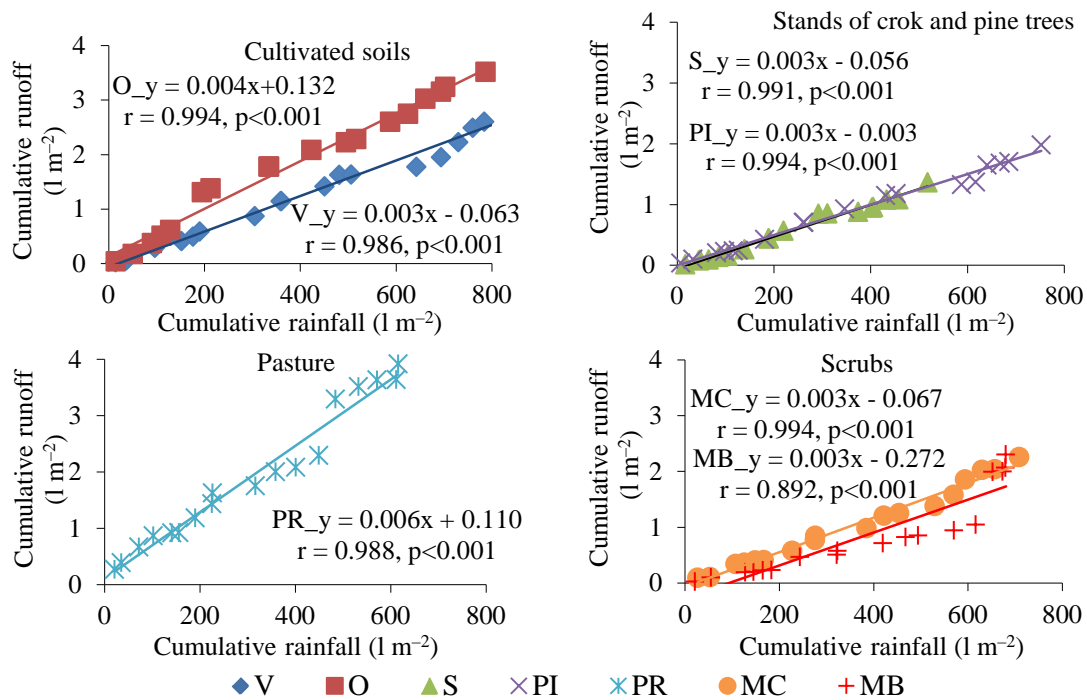 Cultivated soils
O_y = 0.004x+0.132
r = 0.994, p<0.001
V_y = 0.003x - 0.063
r = 0.986, p<0.001
Cumulative runoff
(l m⁻²)
4
3
2
1
0
0 200 400 600 800
Cumulative rainfall (l m⁻²)
Stands of crok and pine trees
S_y = 0.003x - 0.056
r = 0.991, p<0.001
PI_y = 0.003x - 0.003
r = 0.994, p<0.001
Cumulative runoff
(l m⁻²)
4
3
2
1
0
0 200 400 600 800
Cumulative rainfall (l m⁻²)
Pasture
PR_y = 0.006x + 0.110
r = 0.988, p<0.001
Cumulative runoff
(l m⁻²)
4
3
2
1
0
0 200 400 600 800
Cumulative rainfall (l m⁻²)
Scrubs
MC_y = 0.003x - 0.067
r = 0.994, p<0.001
MB_y = 0.003x - 0.272
r = 0.892, p<0.001
Cumulative runoff
(l m⁻²)
4
3
2
1
0
0 200 400 600 800
Cumulative rainfall (l m⁻²)
V O S PI PR MC MB